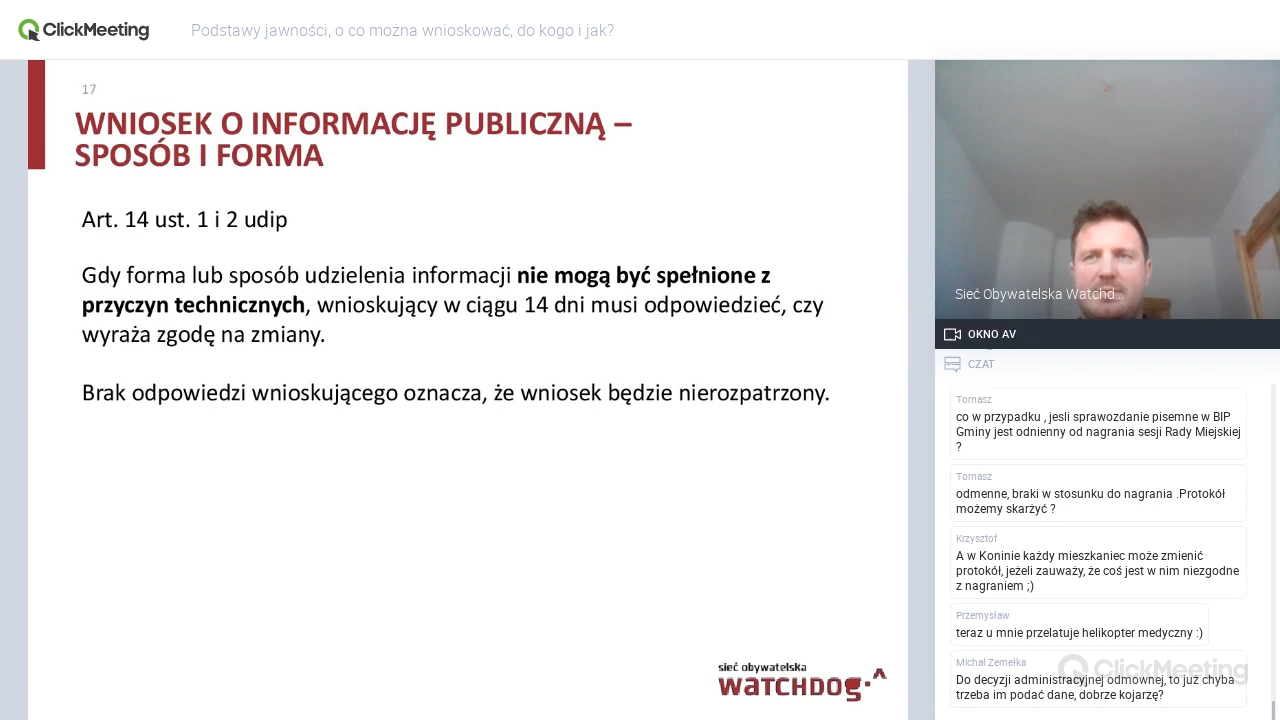 ClickMeeting
Podstawy jawności, o co można wnioskować, do kogo i jak?
17
WNIOSEK O INFORMACJĘ PUBLICZNĄ –
SPOSÓB I FORMA
Art. 14 ust. 1 i 2 udip
Gdy forma lub sposób udzielenia informacji nie mogą być spełnione z
przyczyn technicznych, wnioskujący w ciągu 14 dni musi odpowiedzieć, czy
wyraża zgodę na zmiany.
Brak odpowiedzi wnioskującego oznacza, że wniosek będzie nierozpatrzony.
sieć obywatelska
WATCHDOG
Sieć Obywatelska Watchd...
OKNO AV
CZAT
Tomasz
co w przypadku , jesli sprawozdanie pisemne w BIP
Gminy jest odnienny od nagrania sesji Rady Miejskiej
?
Tomasz
odmenne, braki w stosunku do nagrania .Protokół
możemy skarżyć ?
Krzysztof
A w Koninie każdy mieszkaniec może zmienić
protokół, jeżeli zauważy, że coś jest w nim niezgodne
z nagraniem ;)
Przemysław
teraz u mnie przelatuje helikopter medyczny :)
Michał Zemełka
ClickMeeting
Do decyzji administracyjnej odmownej, to już chyba
trzeba im podać dane, dobrze kojarzę?